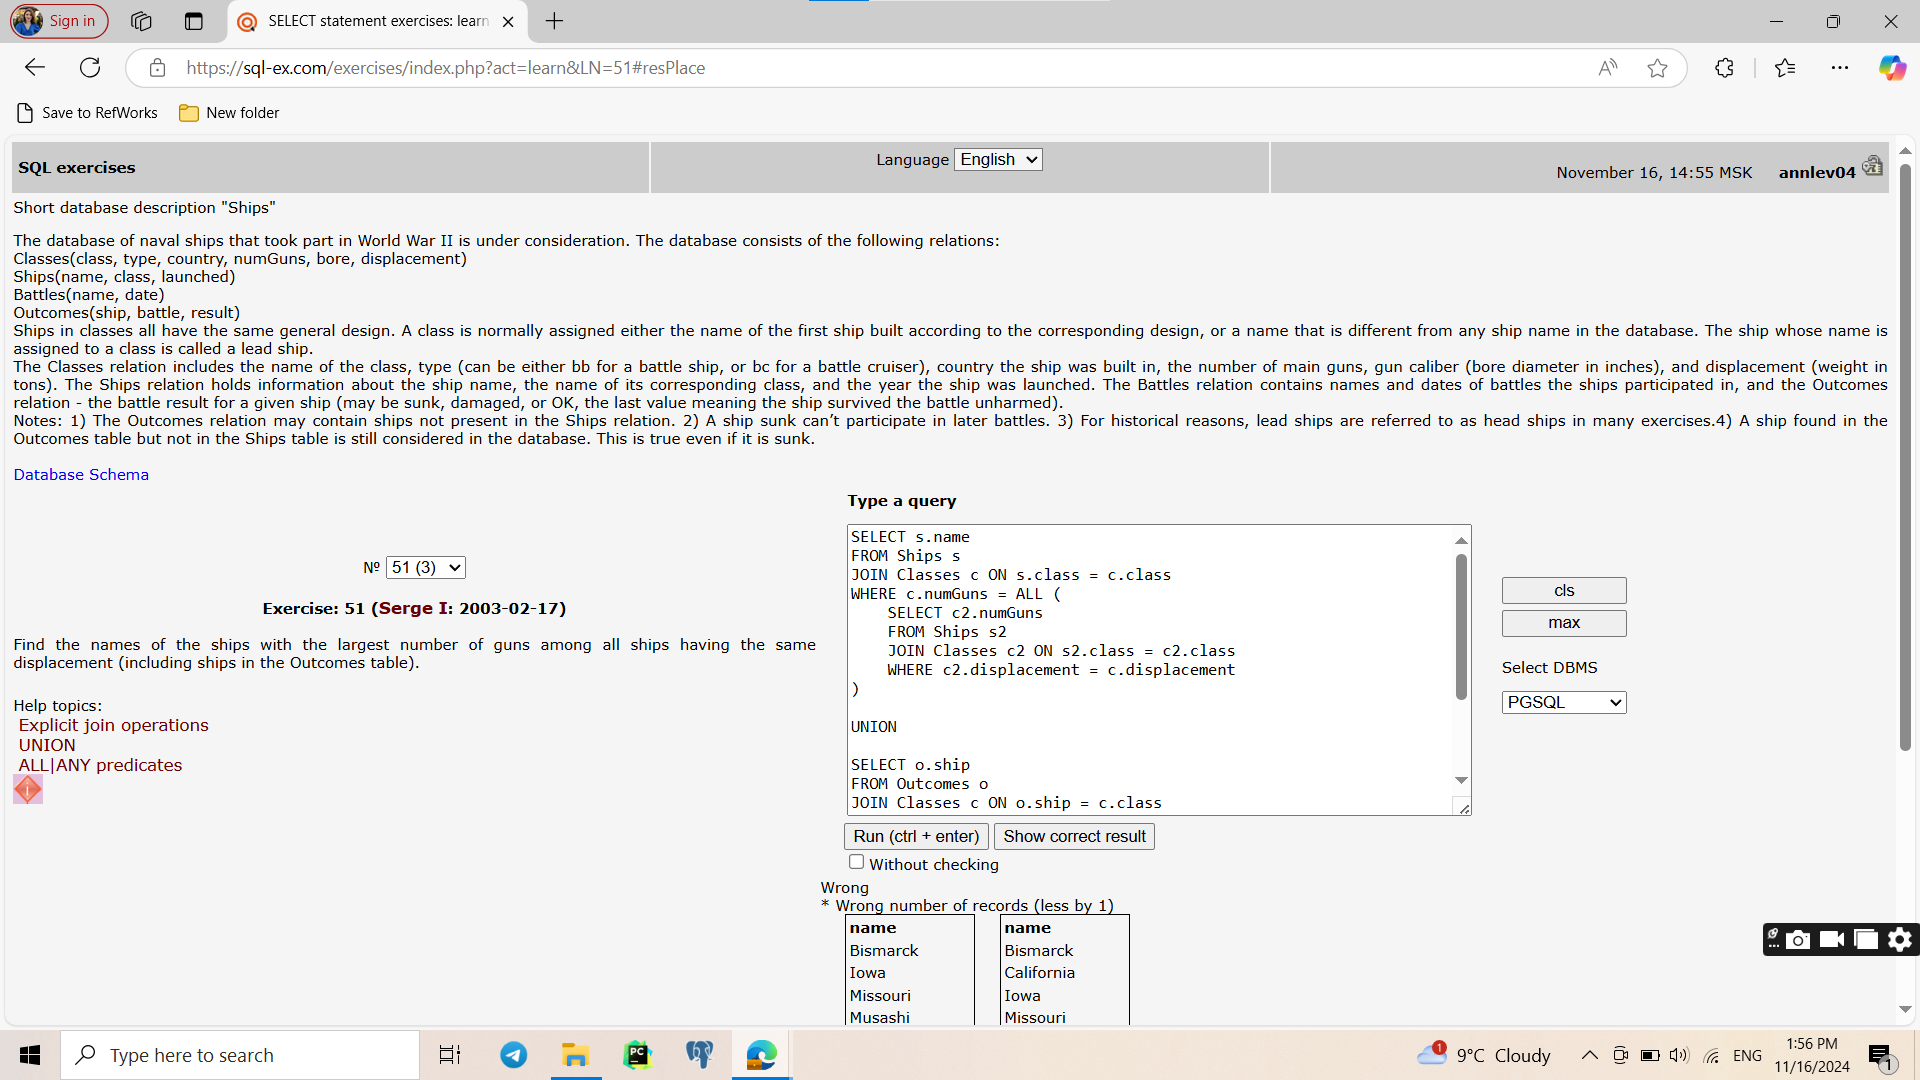 Sign in
SELECT statement exercises: learn
https://sql-ex.com/exercises/index.php?act=learn&LN=51#resPlace
Save to RefWorks
New folder
SQL exercises
Language English
November 16, 14:55 MSK annlev04
Short database description "Ships"
The database of naval ships that took part in World War II is under consideration. The database consists of the following relations:
Classes(class, type, country, numGuns, bore, displacement)
Ships(name, class, launched)
Battles(name, date)
Outcomes(ship, battle, result)
Ships in classes all have the same general design. A class is normally assigned either the name of the first ship built according to the corresponding design, or a name that is different from any ship name in the database. The ship whose name is
assigned to a class is called a lead ship.
The Classes relation includes the name of the class, type (can be either bb for a battle ship, or bc for a battle cruiser), country the ship was built in, the number of main guns, gun caliber (bore diameter in inches), and displacement (weight in
tons). The Ships relation holds information about the ship name, the name of its corresponding class, and the year the ship was launched. The Battles relation contains names and dates of battles the ships participated in, and the Outcomes
relation - the battle result for a given ship (may be sunk, damaged, or OK, the last value meaning the ship survived the battle unharmed).
Notes: 1) The Outcomes relation may contain ships not present in the Ships relation. 2) A ship sunk can’t participate in later battles. 3) For historical reasons, lead ships are referred to as head ships in many exercises.4) A ship found in the
Outcomes table but not in the Ships table is still considered in the database. This is true even if it is sunk.
Database Schema
№ 51 (3)
Exercise: 51 (Serge I: 2003-02-17)
Find the names of the ships with the largest number of guns among all ships having the same
displacement (including ships in the Outcomes table).
Help topics:
Explicit join operations
UNION
ALL|ANY predicates
Type a query
SELECT s.name
FROM Ships s
JOIN Classes c ON s.class = c.class
WHERE c.numGuns = ALL (
SELECT c2.numGuns
FROM Ships s2
JOIN Classes c2 ON s2.class = c2.class
WHERE c2.displacement = c.displacement
)
UNION
SELECT o.ship
FROM Outcomes o
JOIN Classes c ON o.ship = c.class
cls
max
Select DBMS
PGSQL
Run (ctrl + enter)
Show correct result
Without checking
Wrong
* Wrong number of records (less by 1)
name
Bismarck
Iowa
Missouri
Musashi
name
Bismarck
California
Iowa
Missouri
Type here to search
PC
1
9°C Cloudy
ENG
1:56 PM
11/16/2024
1